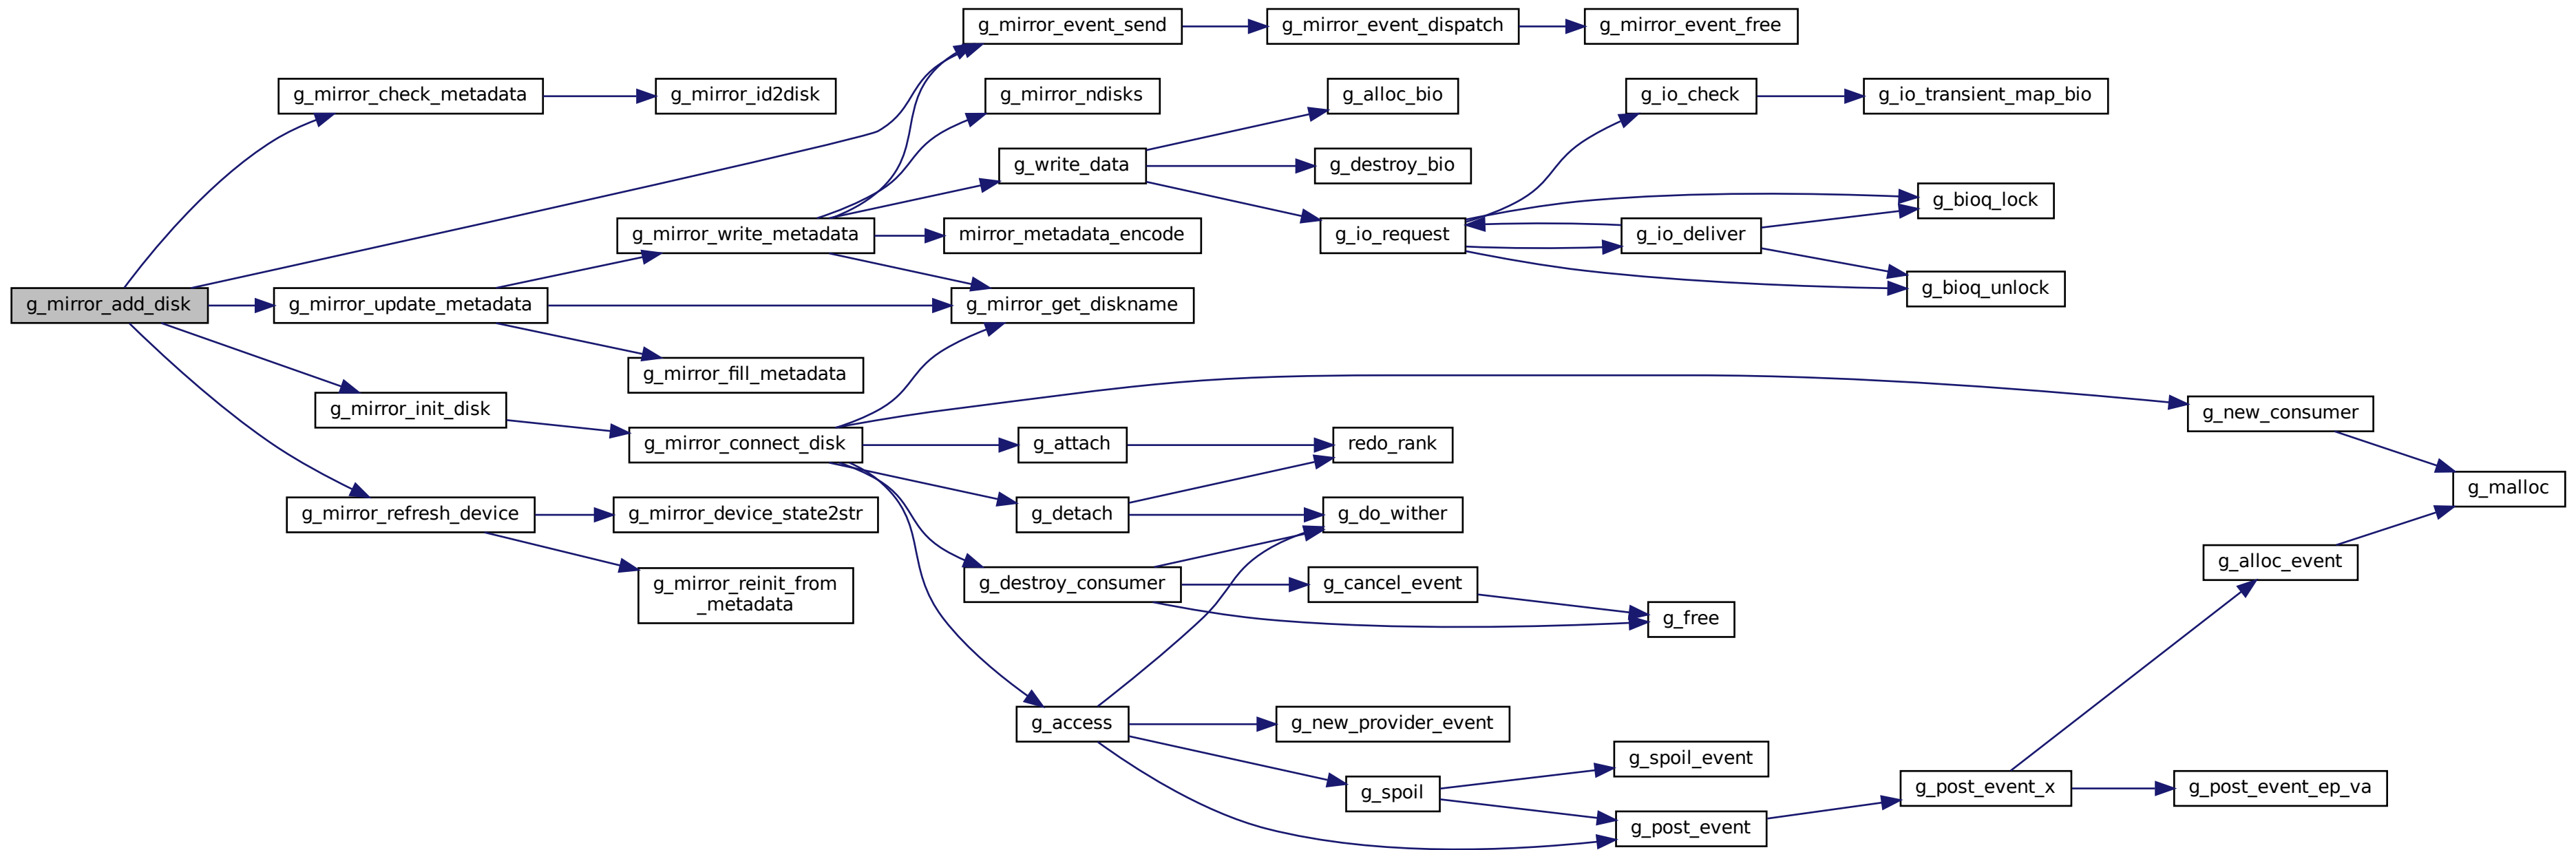 g_mirror_event_send
g_mirror_event_dispatch
g_mirror_event_free
g_mirror_check_metadata
g_mirror_id2disk
g_mirror_ndisks
g_alloc_bio
g_io_check
g_io_transient_map_bio
g_write_data
g_destroy_bio
g_bioq_lock
g_mirror_write_metadata
mirror_metadata_encode
g_io_request
g_io_deliver
g_bioq_unlock
g_mirror_add_disk
g_mirror_update_metadata
g_mirror_get_diskname
g_mirror_fill_metadata
g_mirror_init_disk
g_new_consumer
g_mirror_connect_disk
g_attach
redo_rank
g_malloc
g_mirror_refresh_device
g_mirror_device_state2str
g_detach
g_do_wither
g_alloc_event
g_mirror_reinit_from
_metadata
g_destroy_consumer
g_cancel_event
g_free
g_access
g_new_provider_event
g_spoil_event
g_spoil
g_post_event_x
g_post_event_ep_va
g_post_event